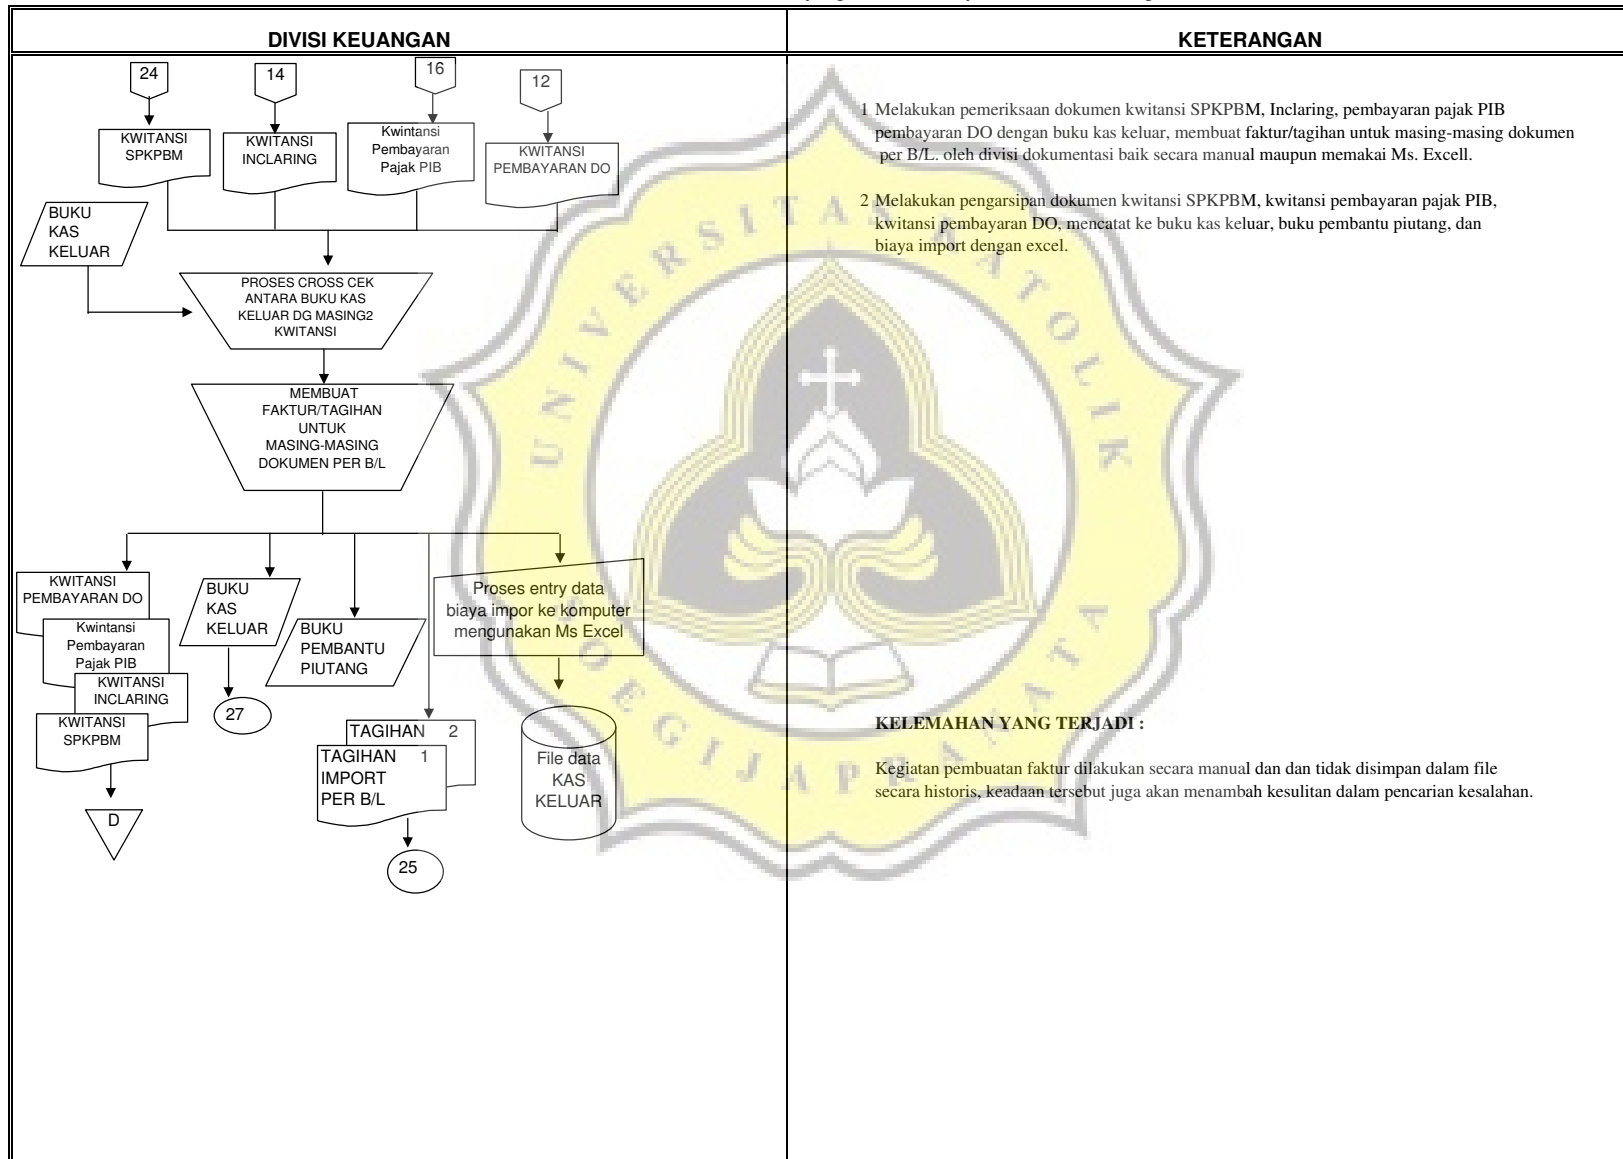 DIVISI KEUANGAN
KETERANGAN
24
14
16
12
KWITANSI
SPKPBM
KWITANSI
INCLARING
Kwintansi
Pembayaran
Pajak PIB
KWITANSI
PEMBAYARAN DO
BUKU
KAS
KELUAR
PROSES CROSS CEK
ANTARA BUKU KAS
KELUAR DG MASING2
KWITANSI
MEMBUAT
FAKTUR/TAGIHAN
UNTUK
MASING-MASING
DOKUMEN PER B/L
KWITANSI
PEMBAYARAN DO
Kwintansi
Pembayaran
Pajak PIB
KWITANSI
INCLARING
KWITANSI
SPKPBM
D
BUKU
KAS
KELUAR
27
BUKU
PEMBANTU
PIUTANG
TAGIHAN 2
TAGIHAN 1
IMPORT
PER B/L
25
Proses entry data
biaya impor ke komputer
mengunakan Ms Excel
File data
KAS
KELUAR
1 Melakukan pemeriksaan dokumen kwitansi SPKPBM, Inclaring, pembayaran pajak PIB
pembayaran DO dengan buku kas keluar, membuat faktur/tagihan untuk masing-masing dokumen
per B/L. oleh divisi dokumentasi baik secara manual maupun memakai Ms. Excell.
2 Melakukan pengarsipan dokumen kwitansi SPKPBM, kwitansi pembayaran pajak PIB,
kwitansi pembayaran DO, mencatat ke buku kas keluar, buku pembantu piutang, dan
biaya import dengan excel.
KELEMAHAN YANG TERJADI :
Kegiatan pembuatan faktur dilakukan secara manual dan dan tidak disimpan dalam file
secara historis, keadaan tersebut juga akan menambah kesulitan dalam pencarian kesalahan.
UNIVERSITAS KATOLIK
SOEGIJAPRANATA